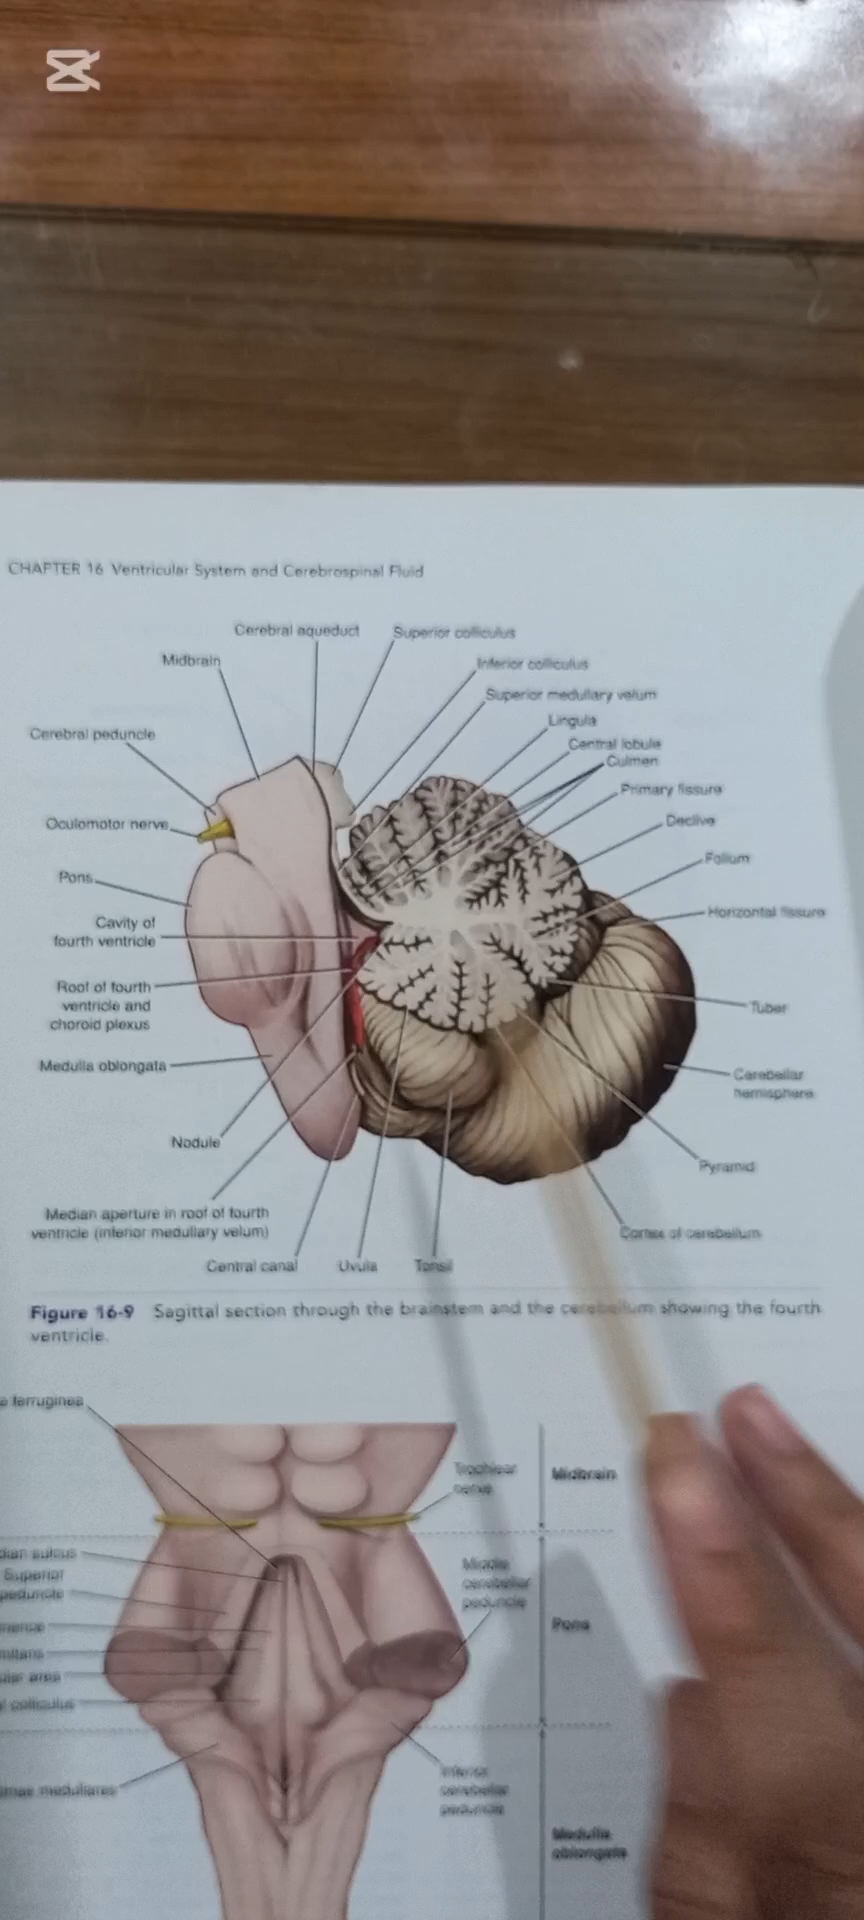 CHAPTER 16 Ventricular System and Cerebrospinal Fluid
Cerebral aqueduct
Superior colliculus
Midbrain
Inferior colliculus
Superior medullary velum
Lingula
Cerebral peduncle
Central lobule
Culmen
Primary fissure
Oculomotor nerve
Declive
Folium
Pons
Horizontal fissure
Cavity of
fourth ventricle
Roof of fourth
ventricle and
choroid plexus
Tuber
Medulla oblongata
Cerebellar
hemisphere
Nodule
Pyramid
Median aperture in roof of fourth
ventricle (inferior medullary velum)
Cortex of cerebellum
Central canal
Uvula
Tonsil
Figure 16-9 Sagittal section through the brainstem and the cerebellum showing the fourth
ventricle.
ferruginea
Trochlear
nerve
Midbrain
sulcus
Superior
peduncle
Middle
cerebellar
peduncle
Pons
area
colliculus
medullares
Inferior
cerebellar
peduncle
Medulla
oblongata